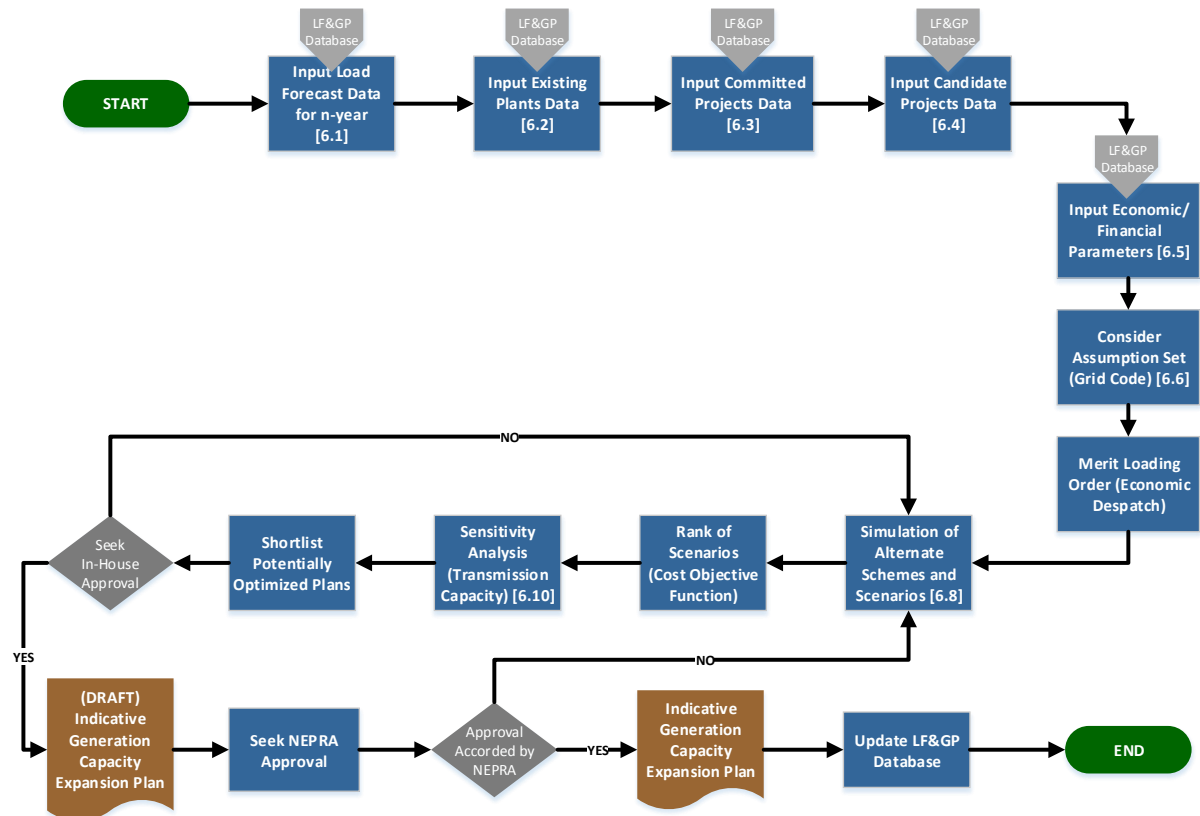 LF&GP
Database
LF&GP
Database
LF&GP
Database
LF&GP
Database
START
Input Load
Forecast Data
for n-year
[6.1]
Input Existing
Plants Data
[6.2]
Input Committed
Projects Data
[6.3]
Input Candidate
Projects Data
[6.4]
LF&GP
Database
Input Economic/
Financial
Parameters [6.5]
Consider
Assumption Set
(Grid Code) [6.6]
Merit Loading
Order (Economic
Despatch)
NO
Simulation of
Alternate
Schemes and
Scenarios [6.8]
Rank of
Scenarios
(Cost Objective
Function)
Sensitivity
Analysis
(Transmission
Capacity) [6.10]
Shortlist
Potentially
Optimized Plans
Seek
In-House
Approval
YES
NO
(DRAFT)
Indicative
Generation
Capacity
Expansion Plan
Seek NEPRA
Approval
Approval
Accorded by
NEPRA
YES
Indicative
Generation
Capacity
Expansion Plan
Update LF&GP
Database
END